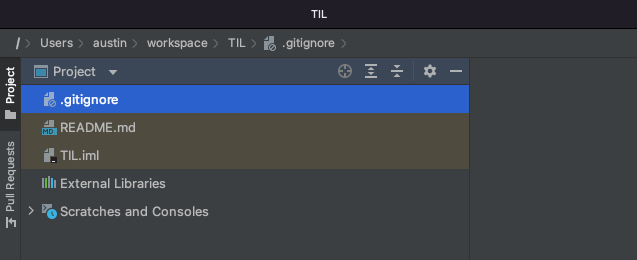 TIL
/ Users austin workspace TIL .gitignore
Project
Project
.gitignore
MD README.md
TIL.iml
External Libraries
Scratches and Consoles
Pull Requests